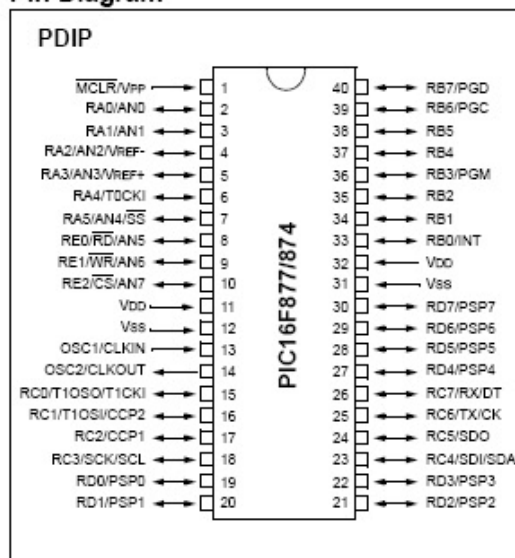 PDIP
MCLR/VPP 1 40 RB7/PGD
RA0/AN0 2 39 RB6/PGC
RA1/AN1 3 38 RB5
RA2/AN2/VREF- 4 37 RB4
RA3/AN3/VREF+ 5 36 RB3/PGM
RA4/T0CKI 6 35 RB2
RA5/AN4/SS 7 34 RB1
RE0/RD/AN5 8 33 RB0/INT
RE1/WR/AN6 9 32 VDD
RE2/CS/AN7 10 31 VSS
VDD 11 30 RD7/PSP7
VSS 12 29 RD6/PSP6
OSC1/CLKIN 13 28 RD5/PSP5
OSC2/CLKOUT 14 27 RD4/PSP4
RC0/T1OSO/T1CKI 15 26 RC7/RX/DT
RC1/T1OSI/CCP2 16 25 RC6/TX/CK
RC2/CCP1 17 24 RC5/SDO
RC3/SCK/SCL 18 23 RC4/SDI/SDA
RD0/PSP0 19 22 RD3/PSP3
RD1/PSP1 20 21 RD2/PSP2
PIC16F877/874